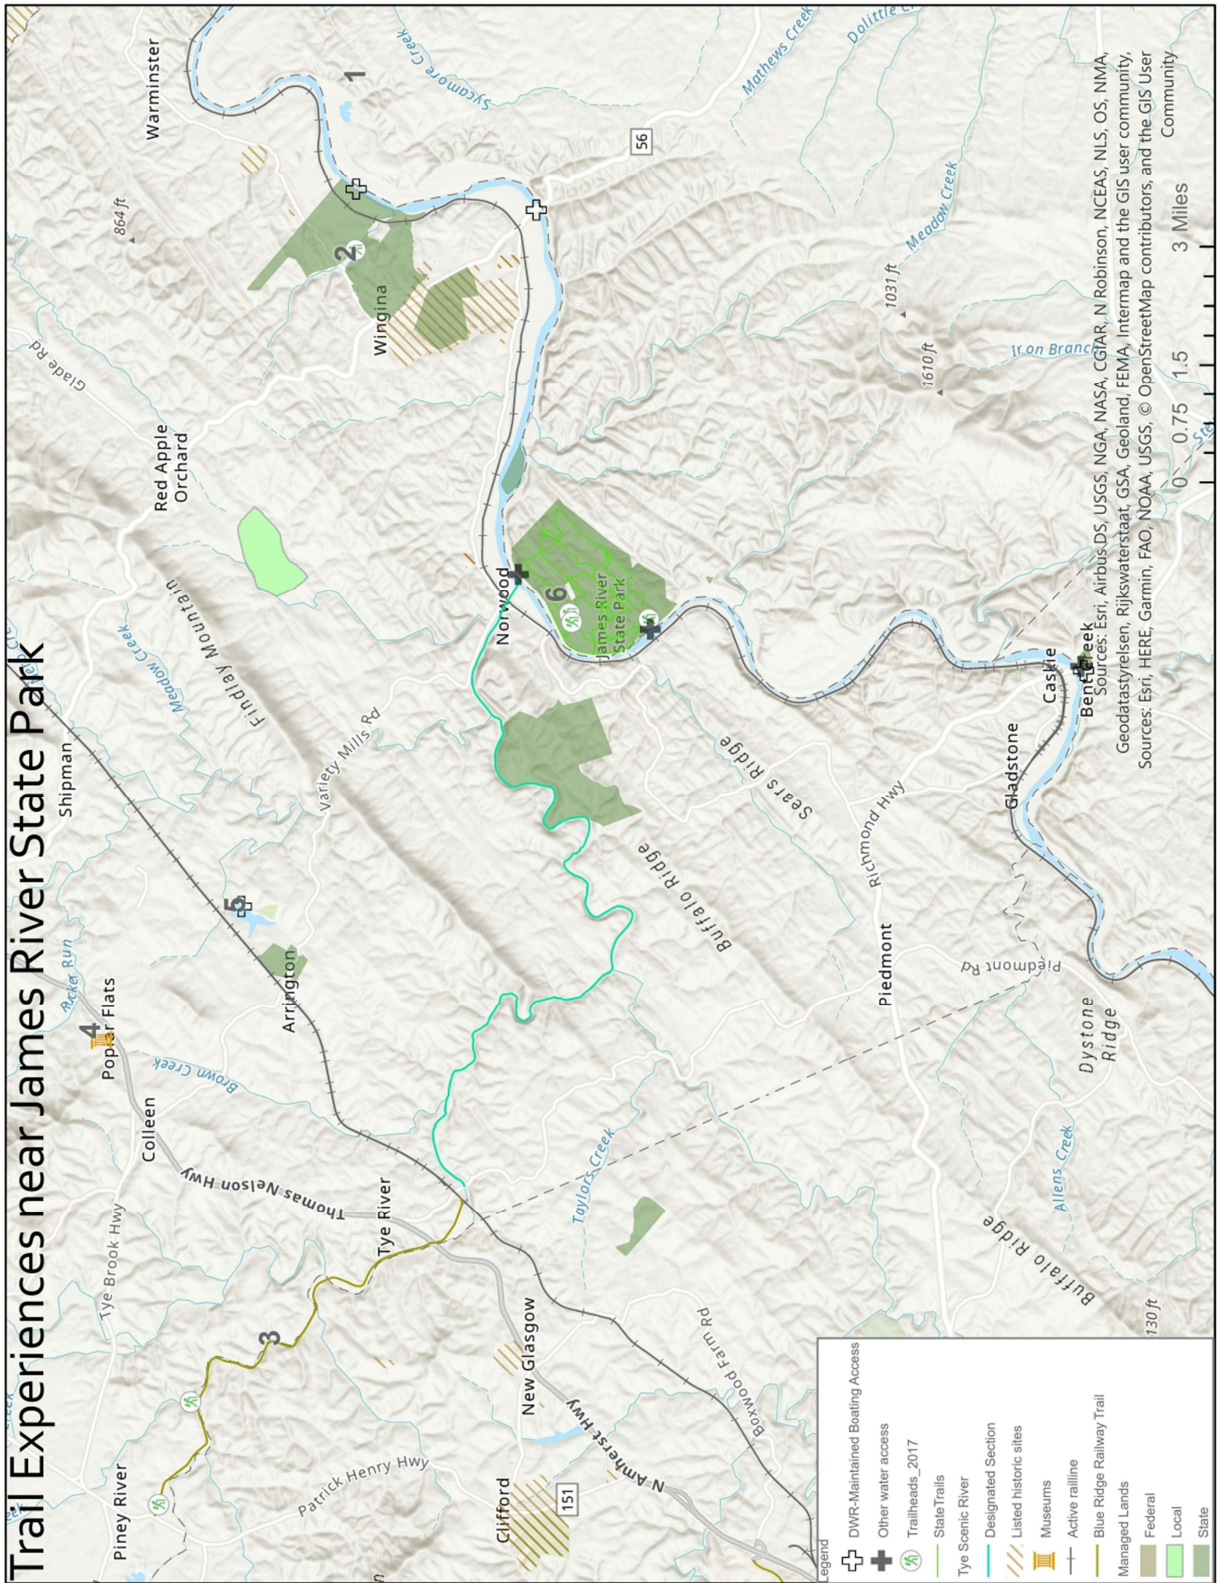 Trail Experiences near James River State Park
Warminster
1
Sycamore Creek
Mathews Creek
Dolittle C
864 ft
56
2
Wingina
Meadow Creek
1031 ft
1610 ft
Iron Branch
Glade Rd
Red Apple
Orchard
Findlay Mountain
Meadow Creek
Norwood
6
James River
State Park
Shipman
Variety Mills Rd
Sears Ridge
Caskie
Bent Creek
Gladstone
Richmond Hwy
Buffalo Ridge
5
Arrington
Rucker Run
4
Poplar Flats
Piedmont
Piedmont Rd
Dystone
Ridge
Brown Creek
Colleen
Thomas Nelson Hwy
Tye River
Tye Brook Hwy
Taylors Creek
Allens Creek
Buffalo Ridge
130 ft
3
New Glasgow
Boxwood Farm Rd
N Amherst Hwy
Piney River
Patrick Henry Hwy
Clifford
151
Sources: Esri, Airbus DS, USGS, NGA, NASA, CGIAR, N Robinson, NCEAS, NLS, OS, NMA,
Geodatastyrelsen, Rijkswaterstaat, GSA, Geoland, FEMA, Intermap and the GIS user community,
Sources: Esri, HERE, Garmin, FAO, NOAA, USGS, © OpenStreetMap contributors, and the GIS User
Community
0 0.75 1.5 3 Miles
Legend
DWR-Maintained Boating Access
Other water access
Trailheads_2017
StateTrails
Tye Scenic River
Designated Section
Listed historic sites
Museums
Active railline
Blue Ridge Railway Trail
Managed Lands
Federal
Local
State